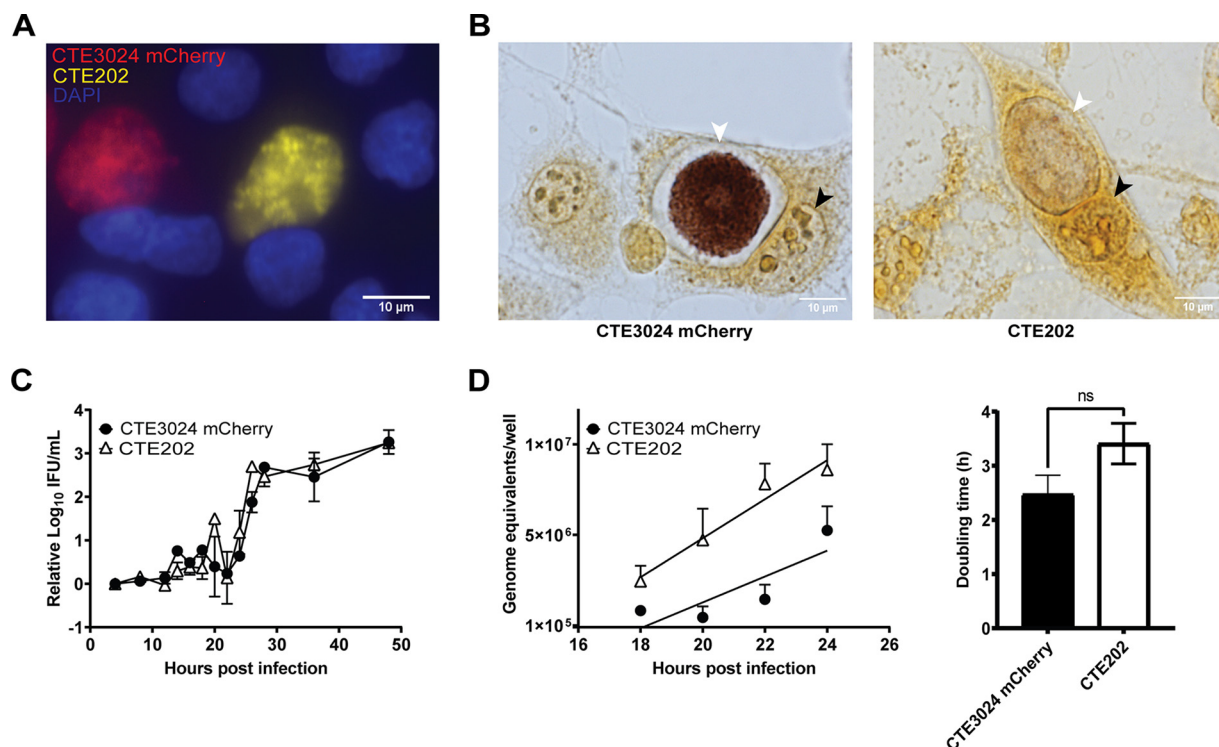 A
CTE3024 mCherry
CTE202
DAPI
10 µm
B
10 µm
CTE3024 mCherry
10 µm
CTE202
C
Relative Log₁₀ IFU/mL
4
3
2
1
0
-1
CTE3024 mCherry
CTE202
0
10
20
30
40
50
Hours post infection
D
Genome equivalents/well
1×10⁷
5×10⁶
1×10⁵
CTE3024 mCherry
CTE202
16
18
20
22
24
26
Hours post infection
Doubling time (h)
4
3
2
1
0
ns
CTE3024 mCherry
CTE202